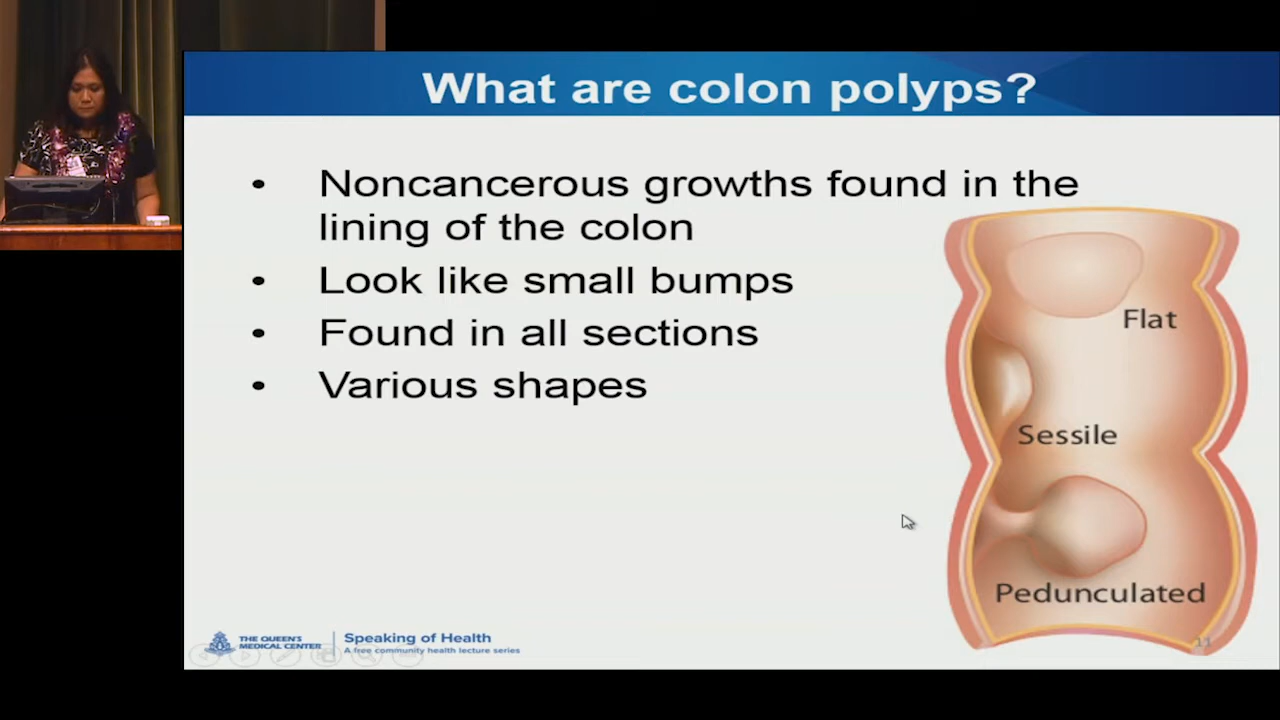 What are colon polyps?
• Noncancerous growths found in the
lining of the colon
• Look like small bumps
• Found in all sections
• Various shapes
Flat
Sessile
Pedunculated
THE QUEEN'S
MEDICAL CENTER
Speaking of Health
A free community health lecture series
11